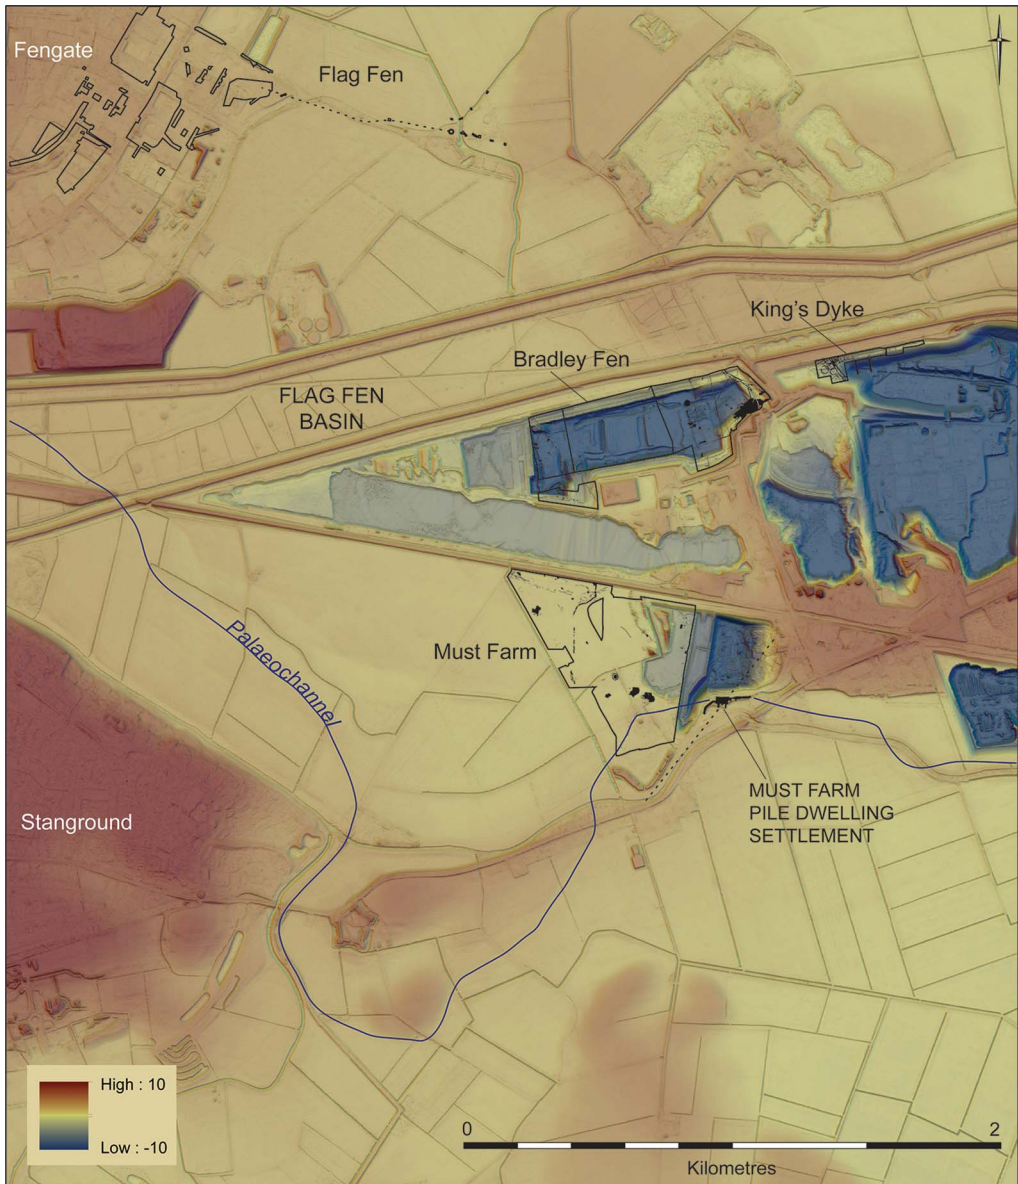 Fengate
Flag Fen
King's Dyke
Bradley Fen
FLAG FEN
BASIN
Palaeochannel
Must Farm
MUST FARM
PILE DWELLING
SETTLEMENT
Stanground
High : 10
Low : -10
0
2
Kilometres